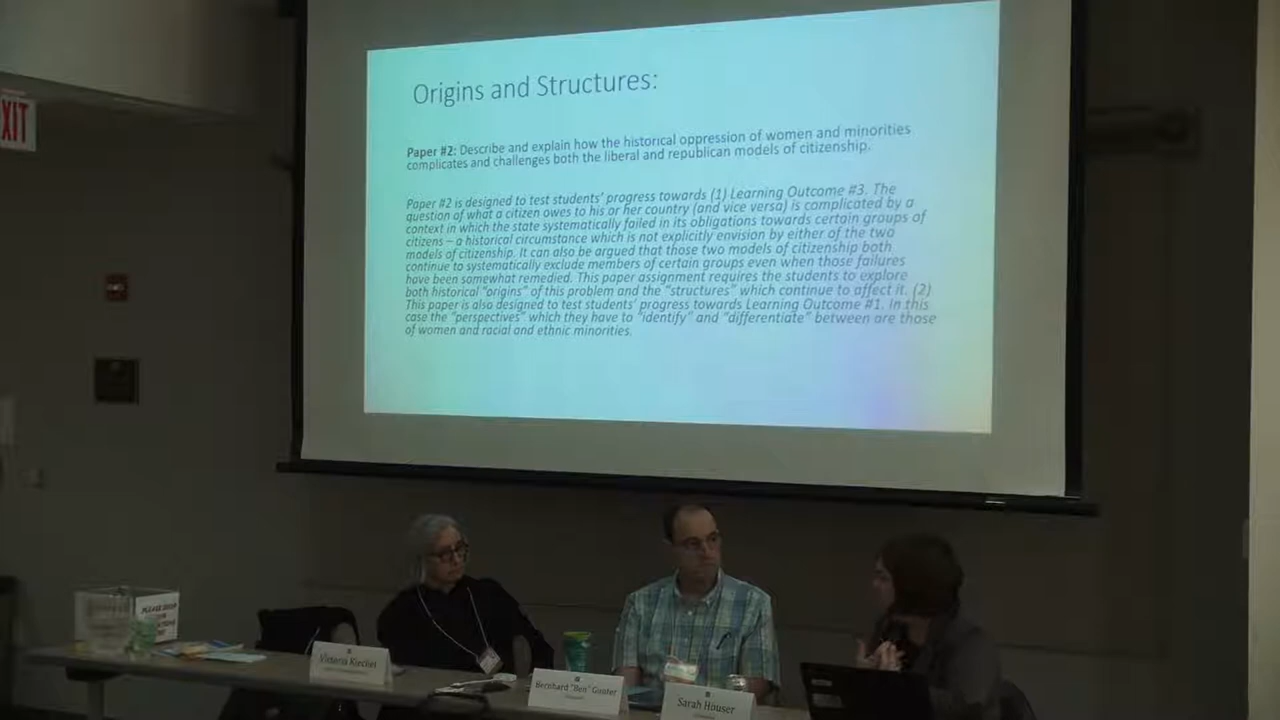 EXIT
Origins and Structures:
Paper #2: Describe and explain how the historical oppression of women and minorities
complicates and challenges both the liberal and republican models of citizenship.
Paper #2 is designed to test students' progress towards (1) Learning Outcome #3. The
question of what a citizen owes to his or her country (and vice versa) is complicated by a
context in which the state systematically failed in its obligations towards certain groups of
citizens – a historical circumstance which is not explicitly envision by either of the two
models of citizenship. It can also be argued that those two models of citizenship both
continue to systematically exclude members of certain groups even when those failures
have been somewhat remedied. This paper assignment requires the students to explore
both historical "origins" of this problem and the "structures" which continue to affect it. (2)
This paper is also designed to test students' progress towards Learning Outcome #1. In this
case the "perspectives" which they have to "identify" and "differentiate" between are those
of women and racial and ethnic minorities.
PLEASE
Victoria Kiechel
Bernhard "Ben" Gunter
Sarah Houser